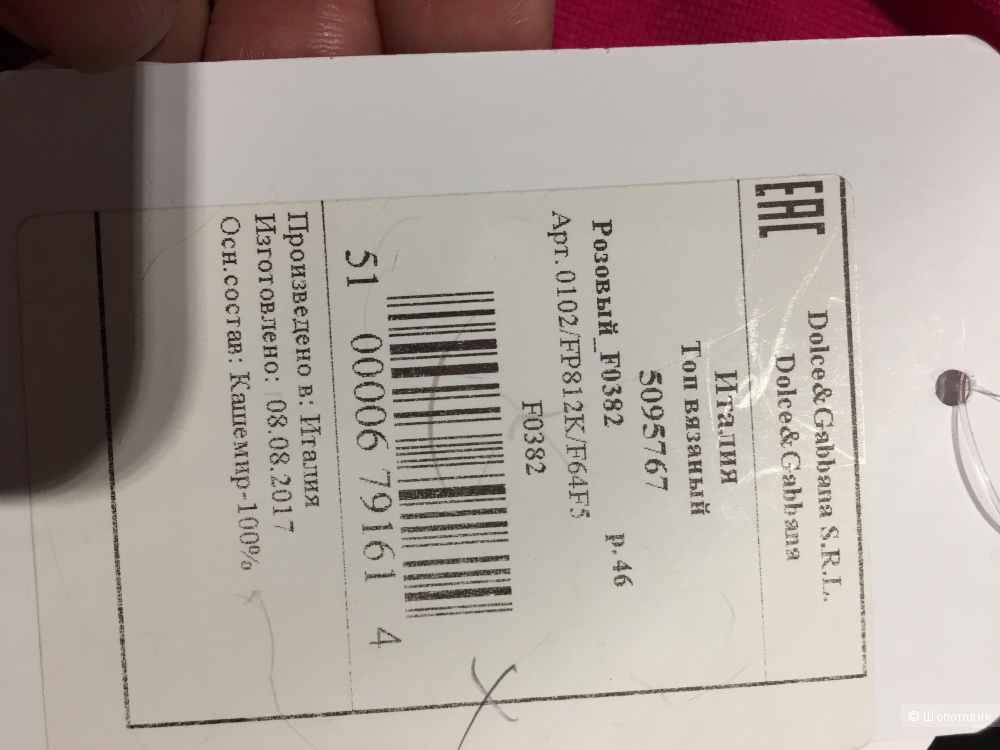 EAC
Dolce&Gabbana S.R.L.
Dolce&Gabbana
Италия
Топ вязаный
5095767
Розовый_F0382 р.46
Арт.0102/FP812K/F64F5
F0382
51 00006 79161 4
Произведено в: Италия
Изготовлено: 08.08.2017
Осн.состав: Кашемир-100%
© Шопоголик